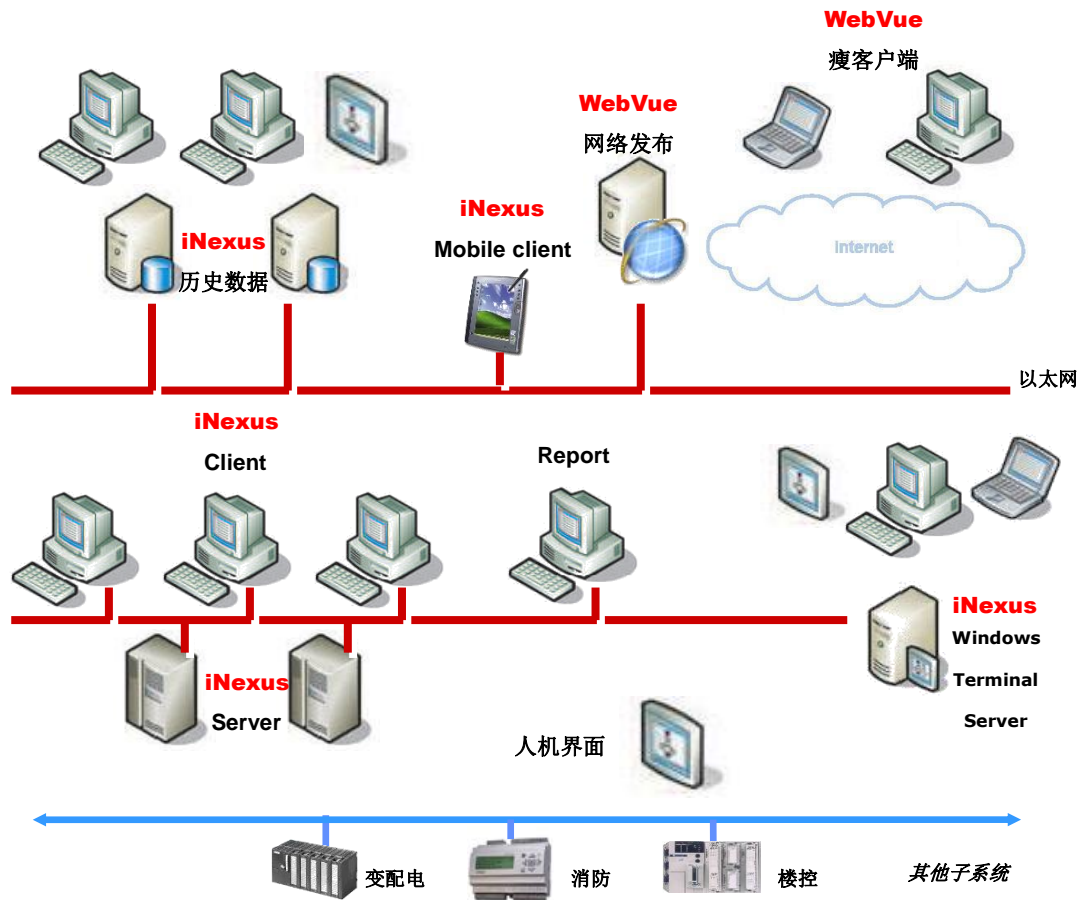 WebVue
瘦客户端
WebVue
网络发布
iNexus
Mobile client
iNexus
历史数据
Internet
以太网
iNexus
Client
Report
iNexus
Windows
Terminal
Server
iNexus
Server
人机界面
变配电
消防
楼控
其他子系统